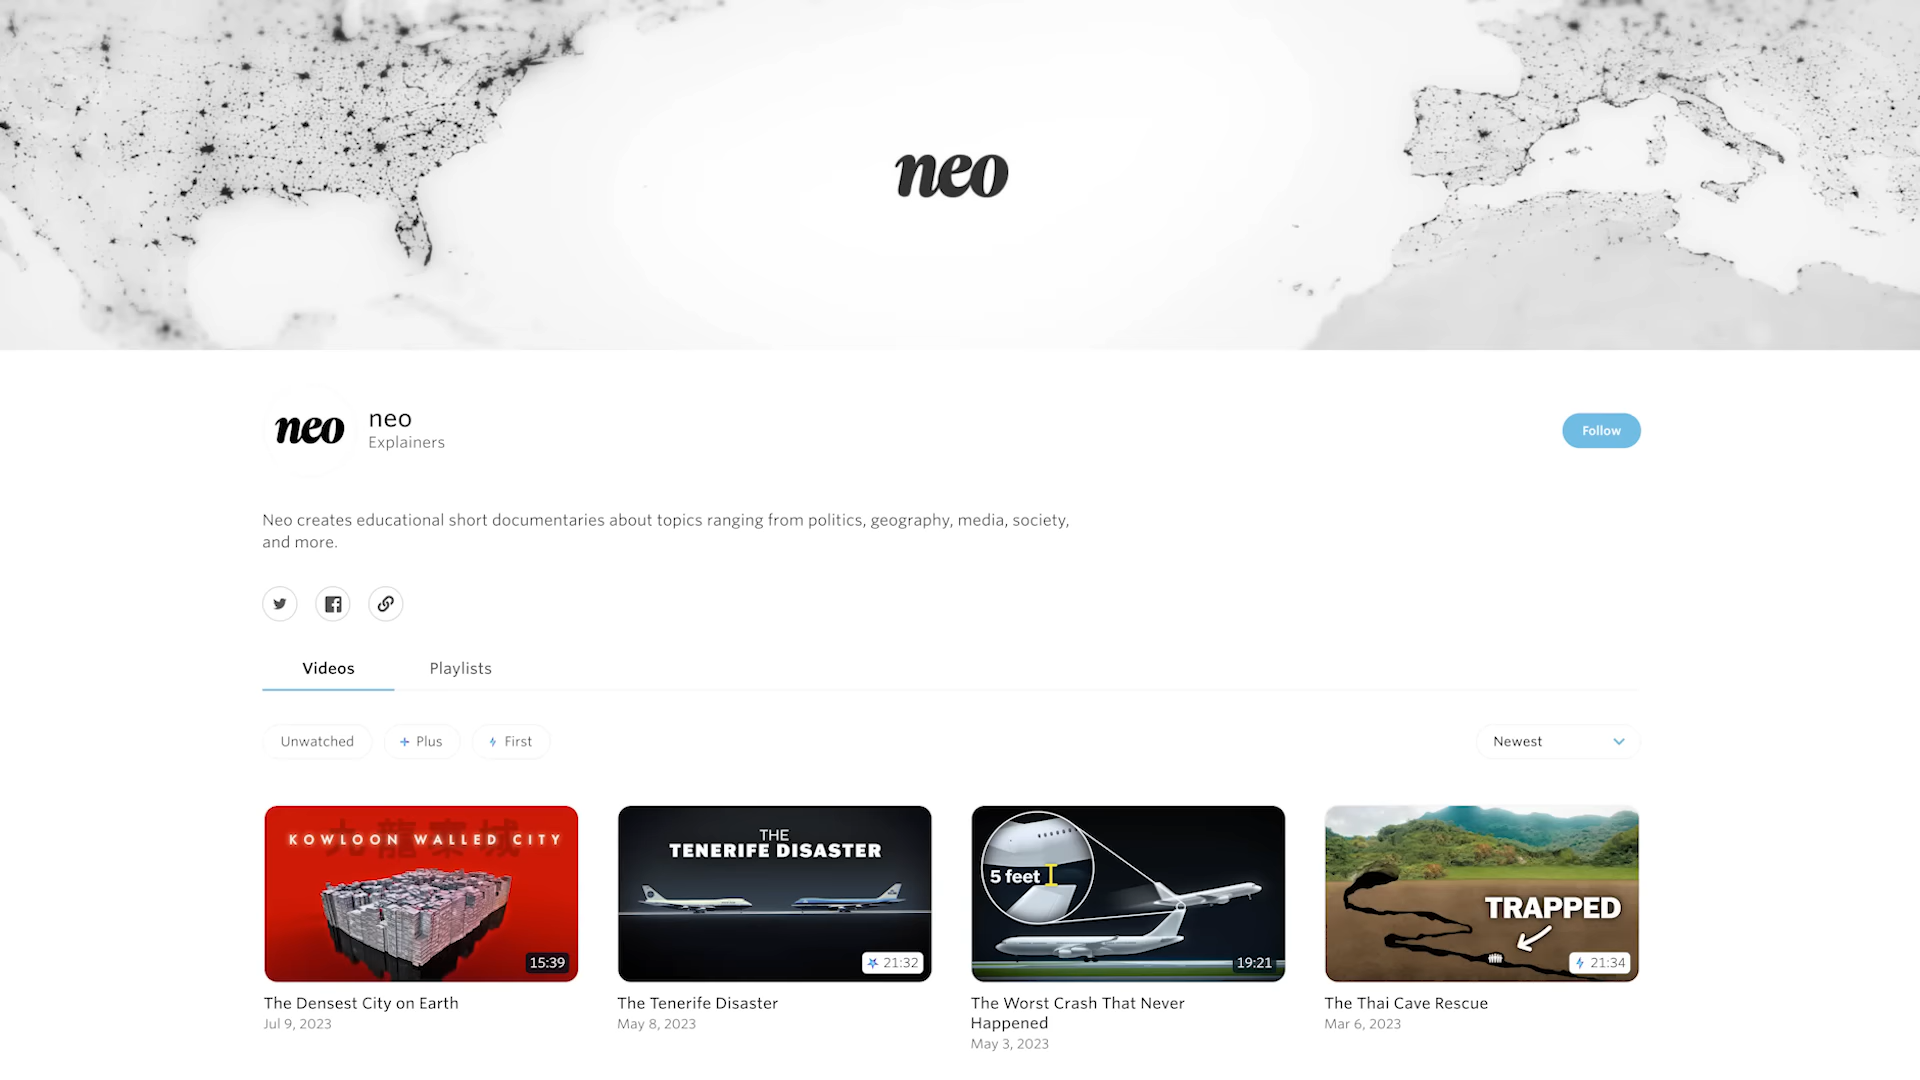 neo
neo
neo
Explainers
Follow
Neo creates educational short documentaries about topics ranging from politics, geography, media, society,
and more.
Videos
Playlists
Unwatched
Plus
First
Newest
KOWLOON WALLED CITY
15:39
The Densest City on Earth
Jul 9, 2023
THE
TENERIFE DISASTER
21:32
The Tenerife Disaster
May 8, 2023
5 feet
19:21
The Worst Crash That Never
Happened
May 3, 2023
TRAPPED
21:34
The Thai Cave Rescue
Mar 6, 2023